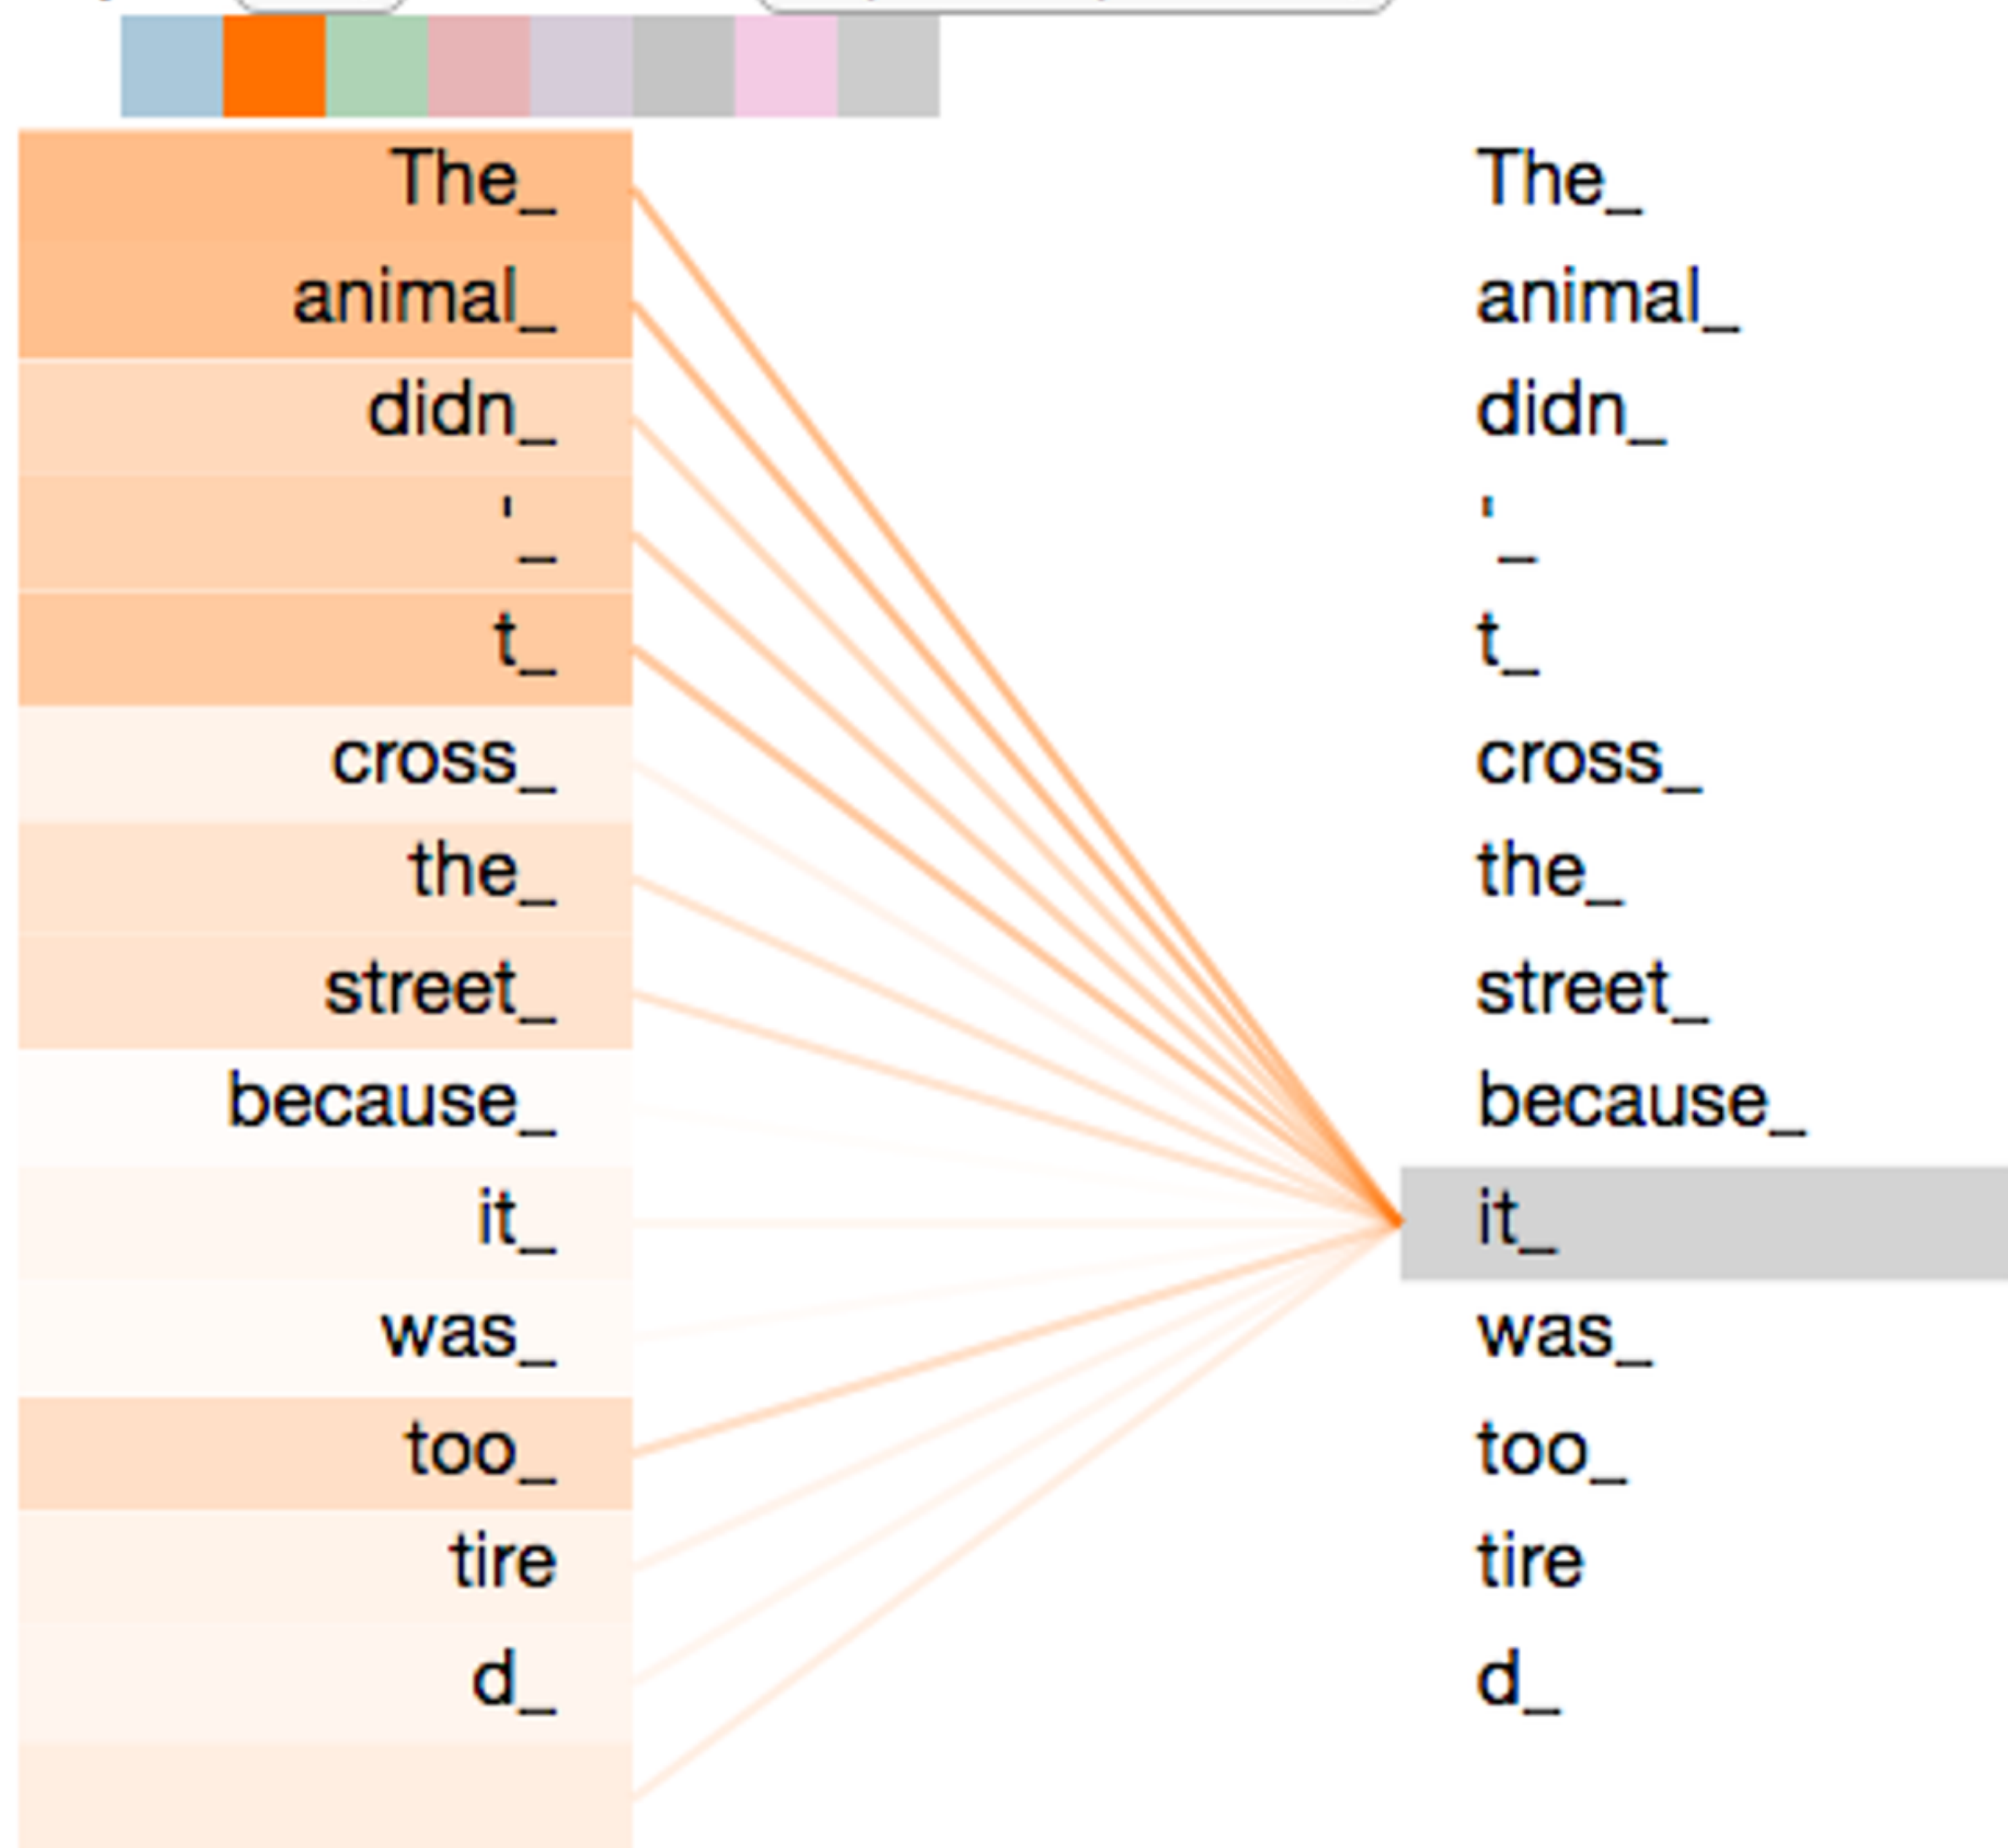 The_ The_
animal_ animal_
didn_ didn_
'_ '_
t_ t_
cross_ cross_
the_ the_
street_ street_
because_ because_
it_ it_
was_ was_
too_ too_
tire tire
d_ d_